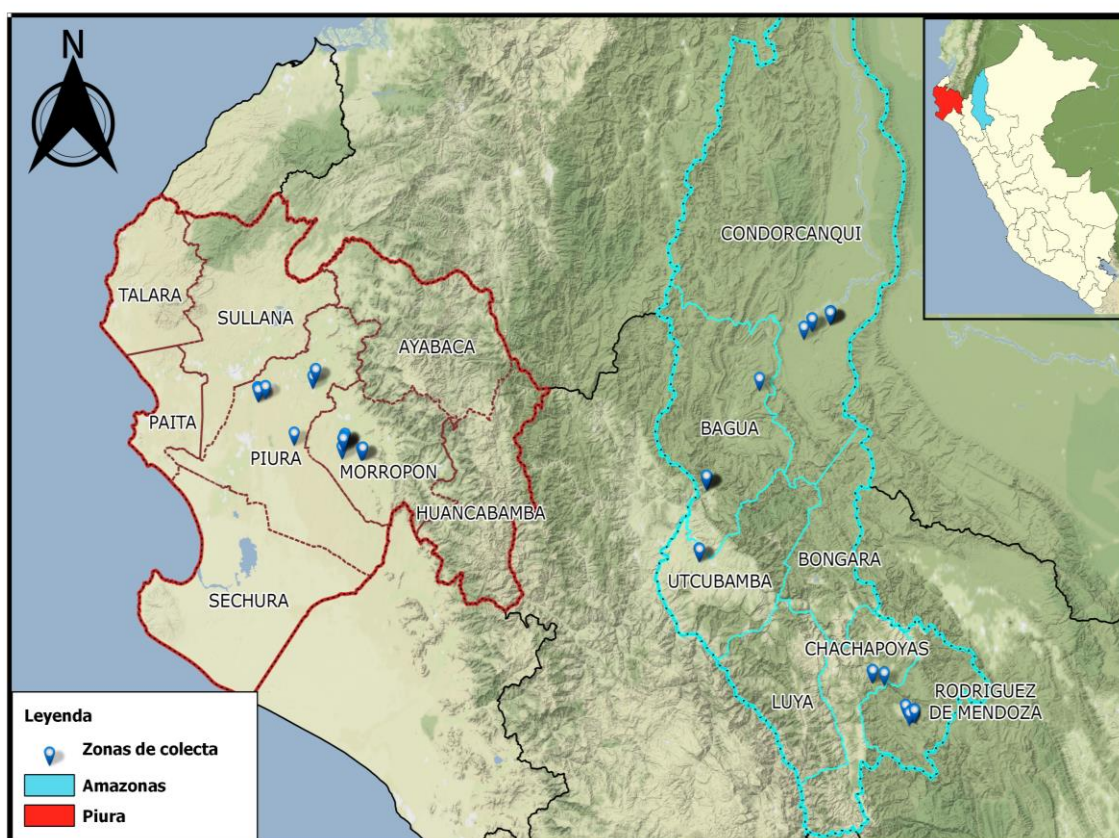 N
CONDORCANQUI
TALARA
SULLANA
AYABACA
PAITA
PIURA
MORROPON
BAGUA
HUANCABAMBA
UTCUBAMBA
BONGARA
SECHURA
CHACHAPOYAS
LUYA
RODRIGUEZ
DE MENDOZA
Leyenda
Zonas de colecta
Amazonas
Piura